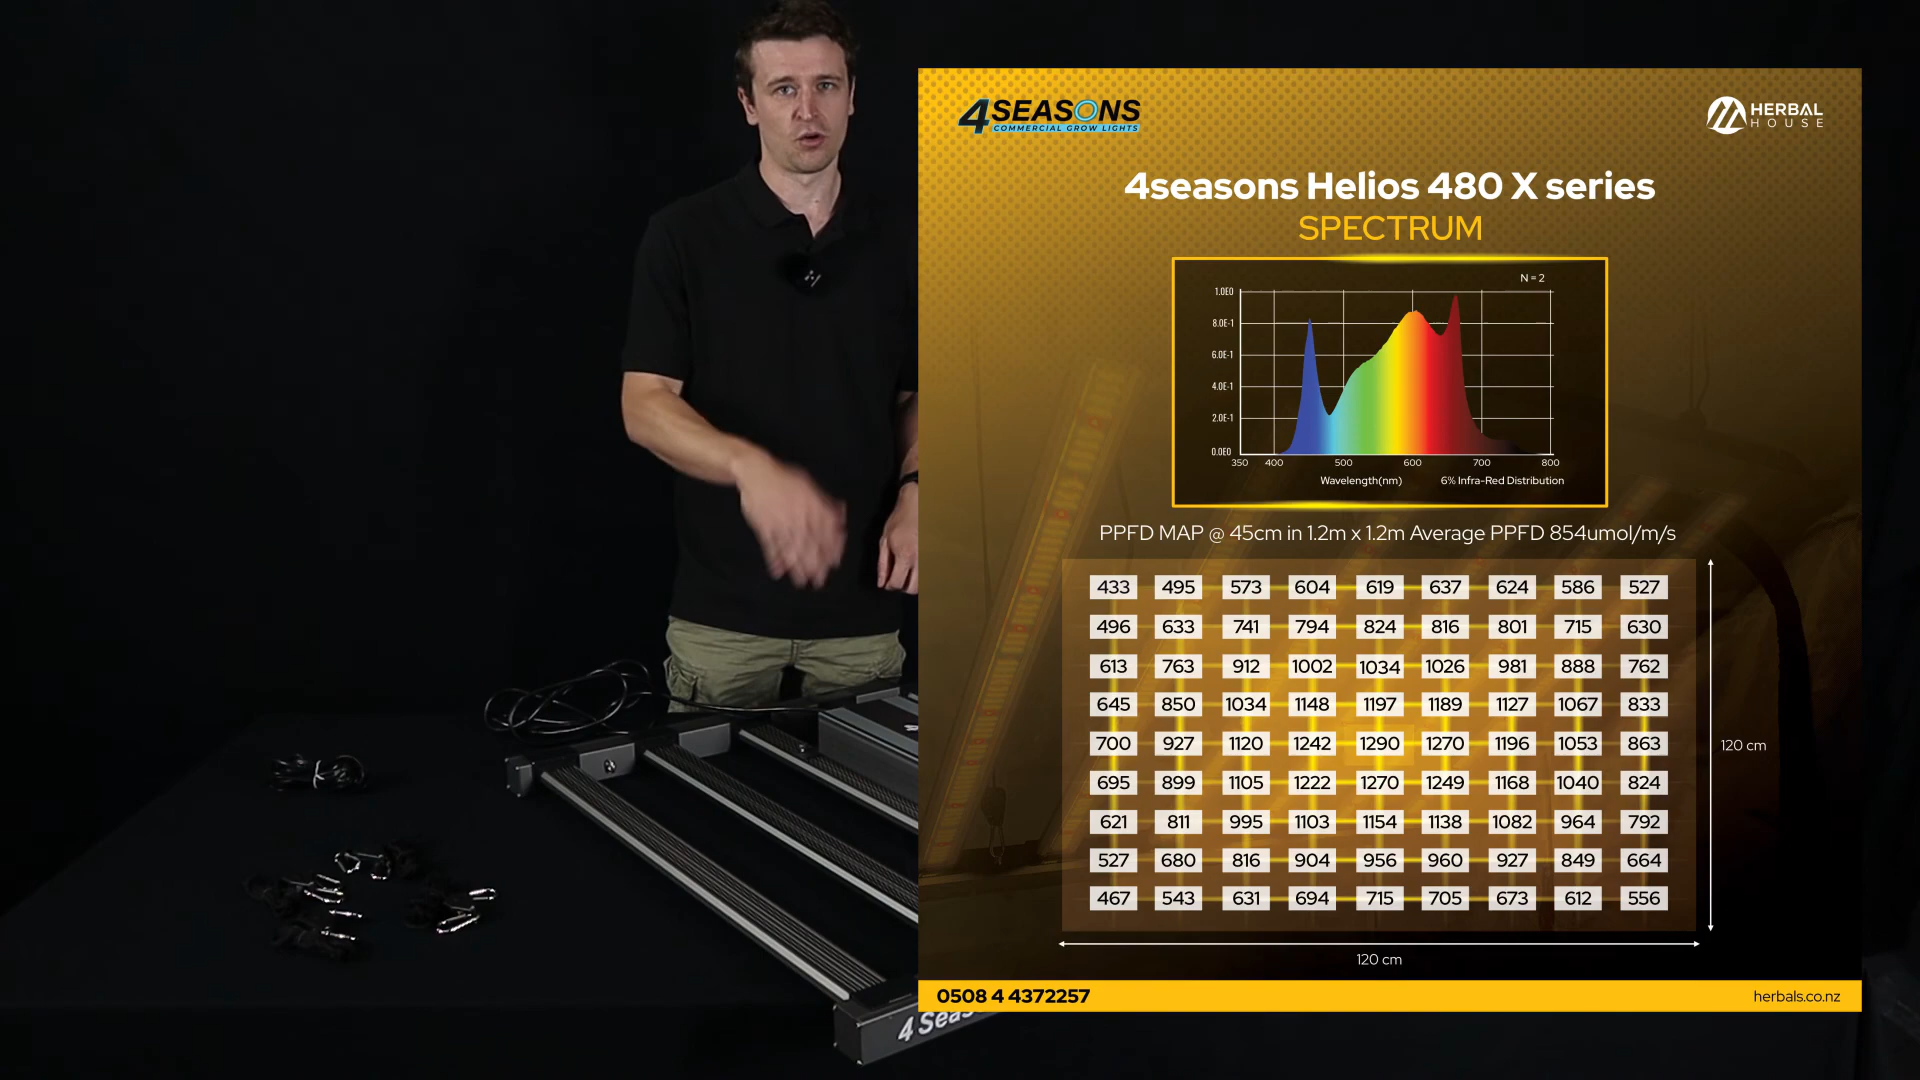 4SEASONS
COMMERCIAL GROW LIGHTS
HERBAL
HOUSE
4seasons Helios 480 X series
SPECTRUM
N = 2
1.0E0
8.0E-1
6.0E-1
4.0E-1
2.0E-1
0.0E0
350 400 500 600 700 800
Wavelength(nm) 6% Infra-Red Distribution
PPFD MAP @ 45cm in 1.2m x 1.2m Average PPFD 854umol/m/s
433 495 573 604 619 637 624 586 527
496 633 741 794 824 816 801 715 630
613 763 912 1002 1034 1026 981 888 762
645 850 1034 1148 1197 1189 1127 1067 833
700 927 1120 1242 1290 1270 1196 1053 863
695 899 1105 1222 1270 1249 1168 1040 824
621 811 995 1103 1154 1138 1082 964 792
527 680 816 904 956 960 927 849 664
467 543 631 694 715 705 673 612 556
120 cm
120 cm
0508 4 4372257
herbals.co.nz
4 Seas